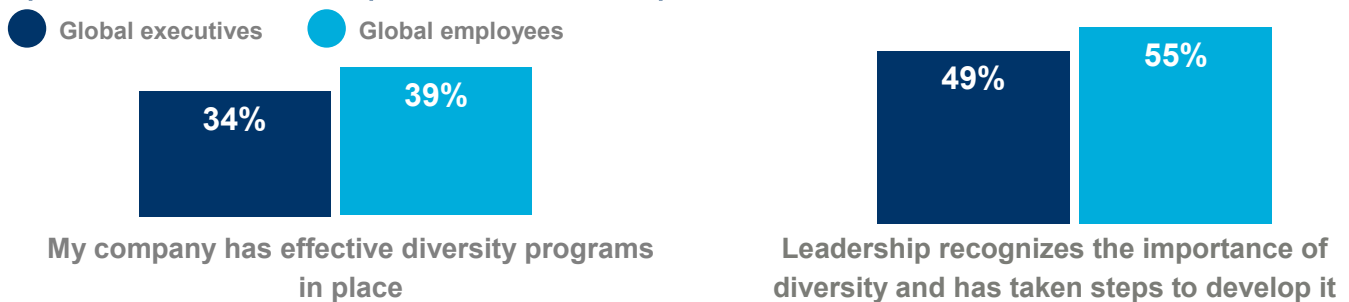 Global executives Global employees
34%
39%
49%
55%
My company has effective diversity programs
in place
Leadership recognizes the importance of
diversity and has taken steps to develop it